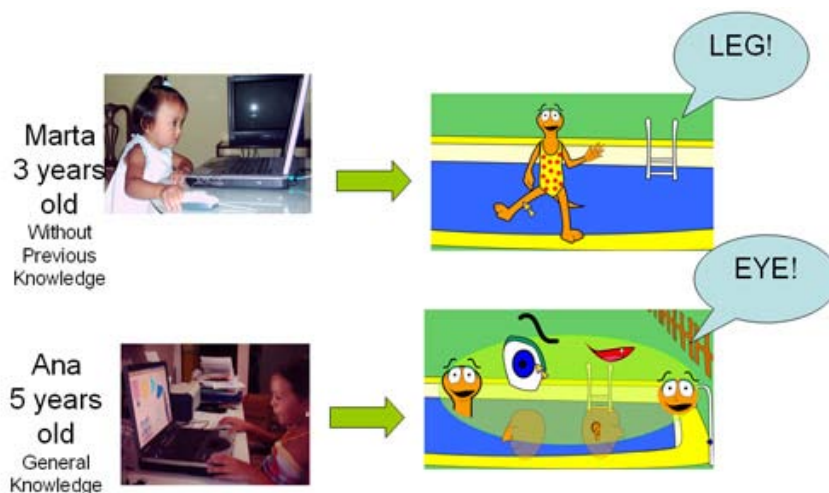 LEG!
Marta
3 years
old
Without
Previous
Knowledge
EYE!
Ana
5 years
old
General
Knowledge